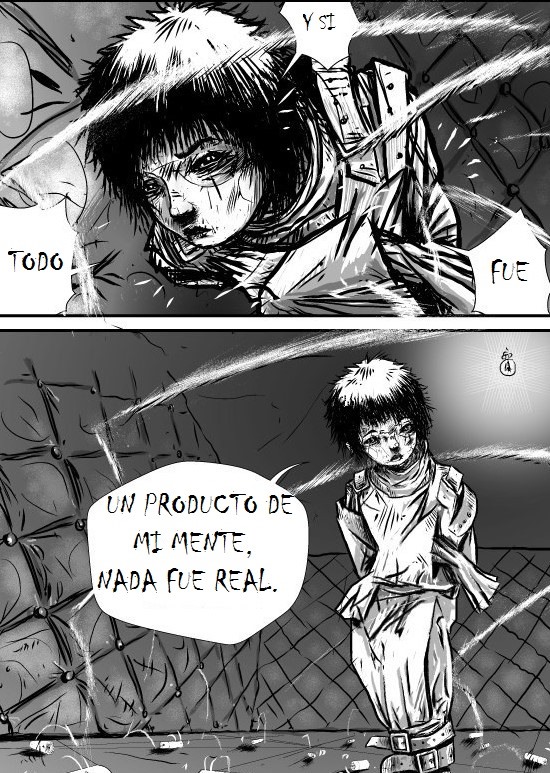 Y SI
TODO
FUE
UN PRODUCTO DE
MI MENTE,
NADA FUE REAL.